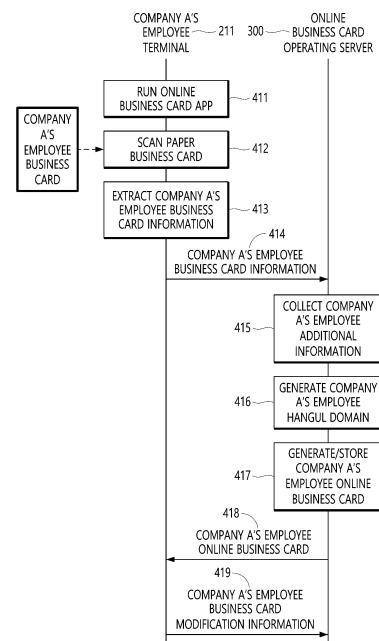 COMPANY A'S
EMPLOYEE
TERMINAL
211
300
ONLINE
BUSINESS CARD
OPERATING SERVER
RUN ONLINE
BUSINESS CARD APP
411
COMPANY
A'S
EMPLOYEE
BUSINESS
CARD
SCAN PAPER
BUSINESS CARD
412
EXTRACT COMPANY A'S
EMPLOYEE BUSINESS
CARD INFORMATION
413
414
COMPANY A'S EMPLOYEE
BUSINESS CARD INFORMATION
415
COLLECT COMPANY
A'S EMPLOYEE
ADDITIONAL
INFORMATION
416
GENERATE COMPANY
A'S EMPLOYEE
HANGUL DOMAIN
417
GENERATE/STORE
COMPANY A'S
EMPLOYEE ONLINE
BUSINESS CARD
418
COMPANY A'S EMPLOYEE
ONLINE BUSINESS CARD
419
COMPANY A'S EMPLOYEE
BUSINESS CARD
MODIFICATION INFORMATION